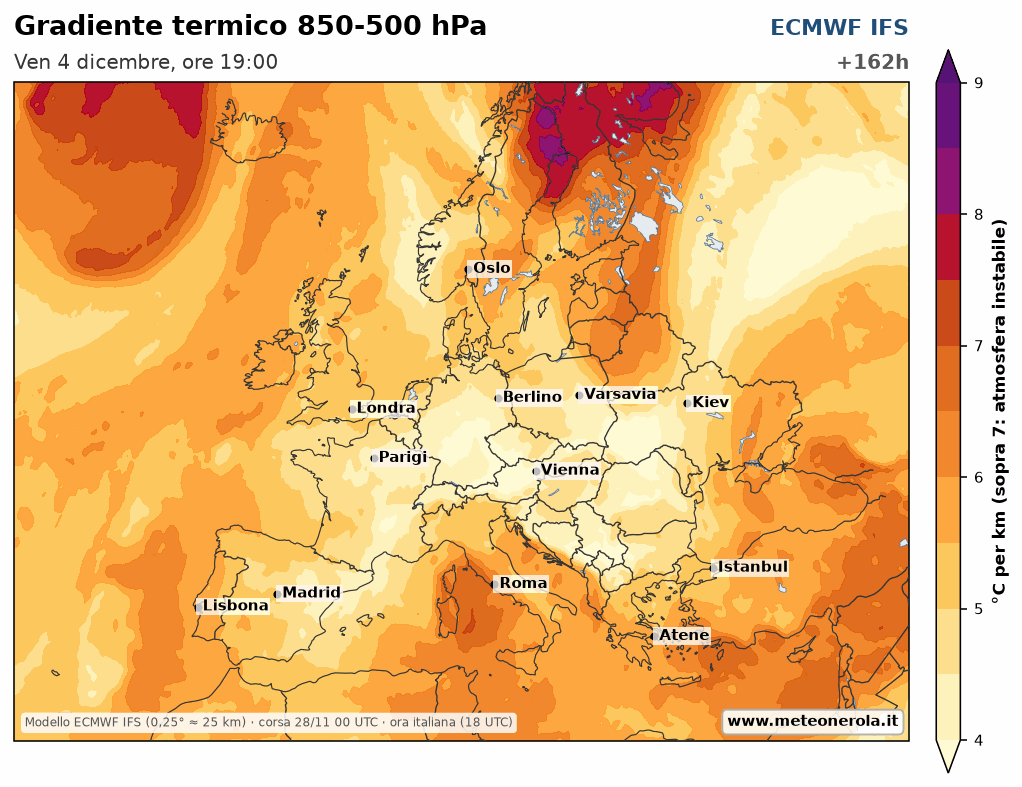 Gradiente termico 850-500 hPa
ECMWF IFS
Ven 4 dicembre, ore 19:00
+162h
9
8
7
6
5
4
°C per km (sopra 7: atmosfera instabile)
Oslo
Berlino
Varsavia
Kiev
Londra
Parigi
Vienna
Istanbul
Roma
Madrid
Lisbona
Atene
Modello ECMWF IFS (0,25° ≈ 25 km) · corsa 28/11 00 UTC · ora italiana (18 UTC)
www.meteonerola.it